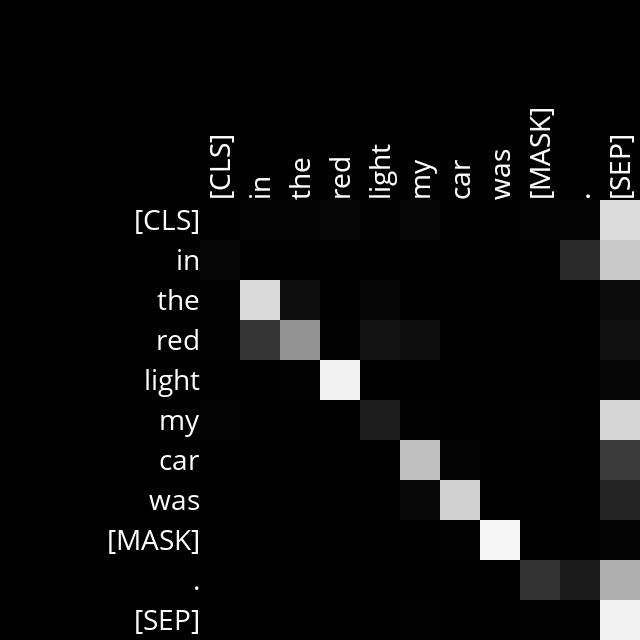 [CLS] in the red light my car was [MASK] . [SEP]
[CLS]
in
the
red
light
my
car
was
[MASK]
.
[SEP]